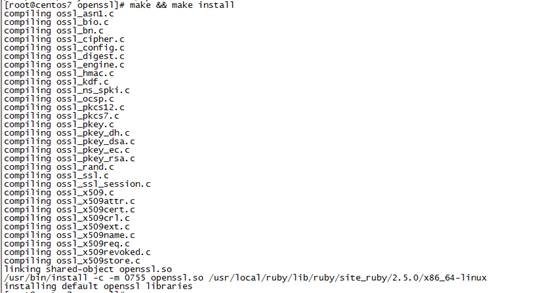 [root@centos7 openssl]# make && make install
compiling ossl_asn1.c
compiling ossl_bio.c
compiling ossl_bn.c
compiling ossl_cipher.c
compiling ossl_config.c
compiling ossl_digest.c
compiling ossl_engine.c
compiling ossl_hmac.c
compiling ossl_kdf.c
compiling ossl_ns_spki.c
compiling ossl_ocsp.c
compiling ossl_pkcs12.c
compiling ossl_pkcs7.c
compiling ossl_pkey.c
compiling ossl_pkey_dh.c
compiling ossl_pkey_dsa.c
compiling ossl_pkey_ec.c
compiling ossl_pkey_rsa.c
compiling ossl_rand.c
compiling ossl_ssl.c
compiling ossl_ssl_session.c
compiling ossl_x509.c
compiling ossl_x509attr.c
compiling ossl_x509cert.c
compiling ossl_x509crl.c
compiling ossl_x509ext.c
compiling ossl_x509name.c
compiling ossl_x509req.c
compiling ossl_x509revoked.c
compiling ossl_x509store.c
linking shared-object openssl.so
/usr/bin/install -c -m 0755 openssl.so /usr/local/ruby/lib/ruby/site_ruby/2.5.0/x86_64-linux
installing default openssl libraries